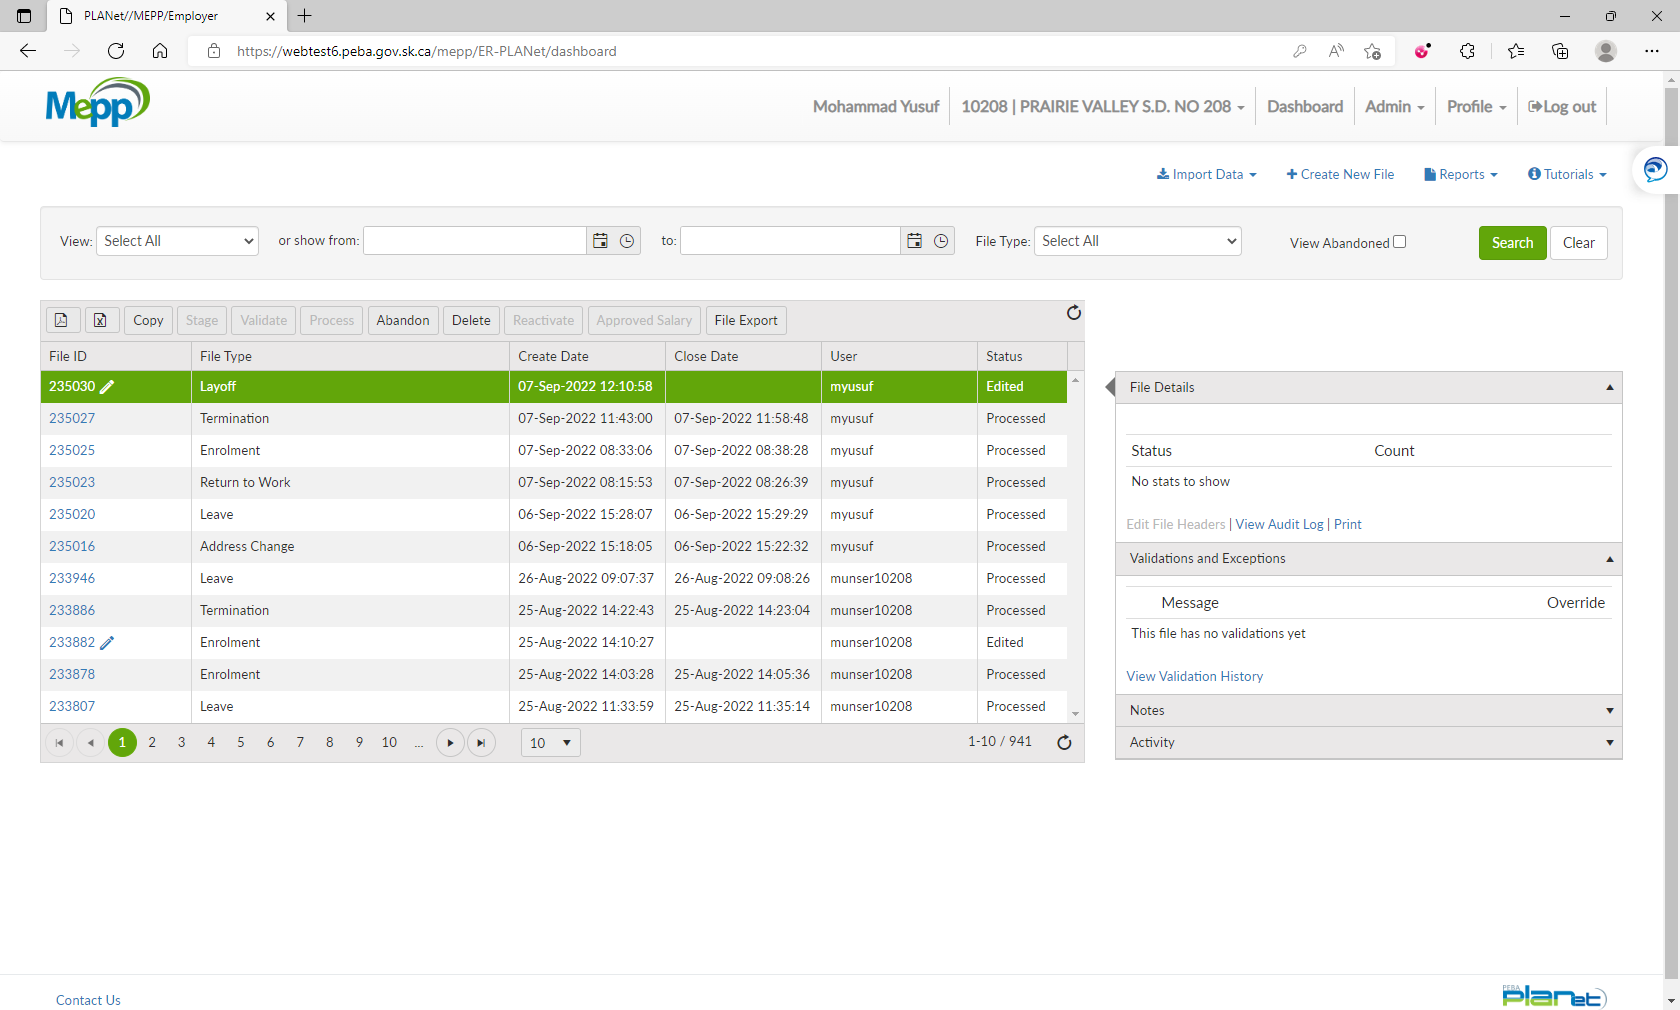 PLANet//MEPP/Employer
https://webtest6.peba.gov.sk.ca/mepp/ER-PLANet/dashboard
Mepp
Mohammad Yusuf 10208 | PRAIRIE VALLEY S.D. NO 208 Dashboard Admin Profile Log out
Import Data Create New File Reports Tutorials
View: Select All or show from: to: File Type: Select All View Abandoned Search Clear
Copy Stage Validate Process Abandon Delete Reactivate Approved Salary File Export
File ID File Type Create Date Close Date User Status
235030 Layoff 07-Sep-2022 12:10:58 myusuf Edited
235027 Termination 07-Sep-2022 11:43:00 07-Sep-2022 11:58:48 myusuf Processed
235025 Enrolment 07-Sep-2022 08:33:06 07-Sep-2022 08:38:28 myusuf Processed
235023 Return to Work 07-Sep-2022 08:15:53 07-Sep-2022 08:26:39 myusuf Processed
235020 Leave 06-Sep-2022 15:28:07 06-Sep-2022 15:29:29 myusuf Processed
235016 Address Change 06-Sep-2022 15:18:05 06-Sep-2022 15:22:32 myusuf Processed
233946 Leave 26-Aug-2022 09:07:37 26-Aug-2022 09:08:26 munser10208 Processed
233886 Termination 25-Aug-2022 14:22:43 25-Aug-2022 14:23:04 munser10208 Processed
233882 Enrolment 25-Aug-2022 14:10:27 munser10208 Edited
233878 Enrolment 25-Aug-2022 14:03:28 25-Aug-2022 14:05:36 munser10208 Processed
233807 Leave 25-Aug-2022 11:33:59 25-Aug-2022 11:35:14 munser10208 Processed
1 2 3 4 5 6 7 8 9 10 ... 10 1-10 / 941
File Details
Status Count
No stats to show
Edit File Headers | View Audit Log | Print
Validations and Exceptions
Message Override
This file has no validations yet
View Validation History
Notes
Activity
Contact Us
PEBA
planet